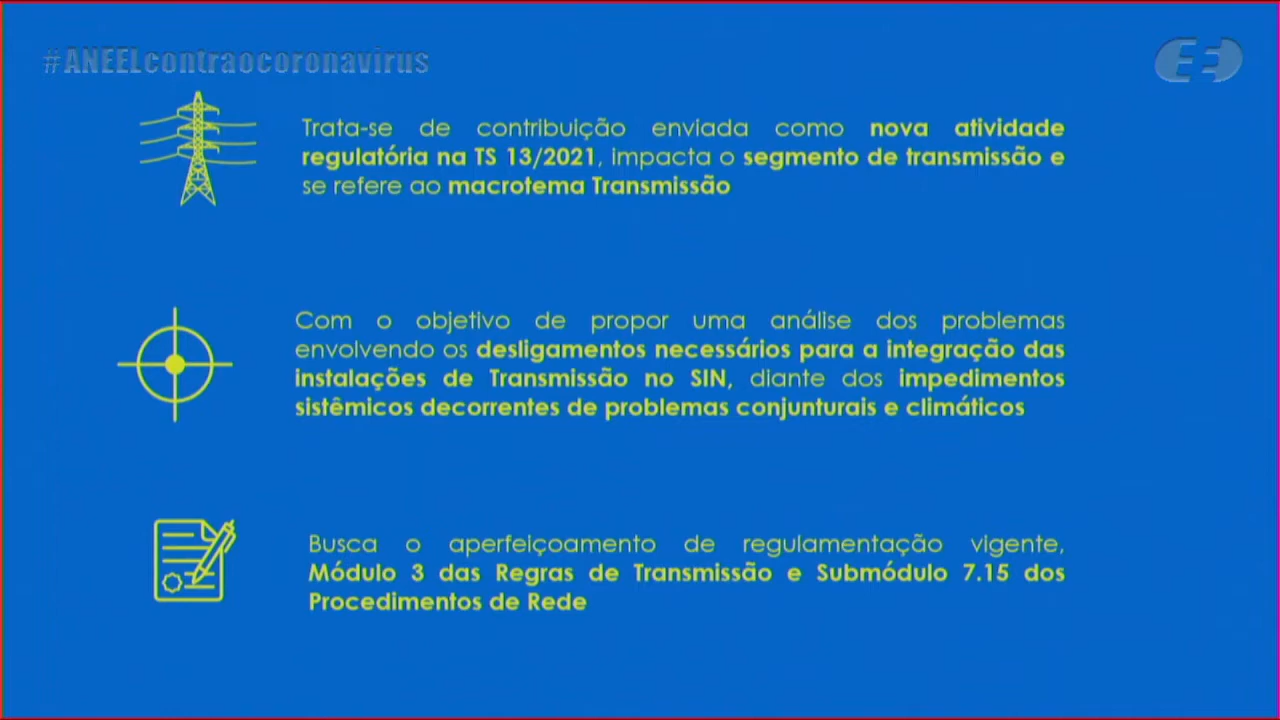 #ANEELcontraocoronavirus
Trata-se de contribuição enviada como nova atividade
regulatória na TS 13/2021, impacta o segmento de transmissão e
se refere ao macrotema Transmissão
Com o objetivo de propor uma análise dos problemas
envolvendo os desligamentos necessários para a integração das
instalações de Transmissão no SIN, diante dos impedimentos
sistêmicos decorrentes de problemas conjunturais e climáticos
Busca o aperfeiçoamento de regulamentação vigente,
Módulo 3 das Regras de Transmissão e Submódulo 7.15 dos
Procedimentos de Rede